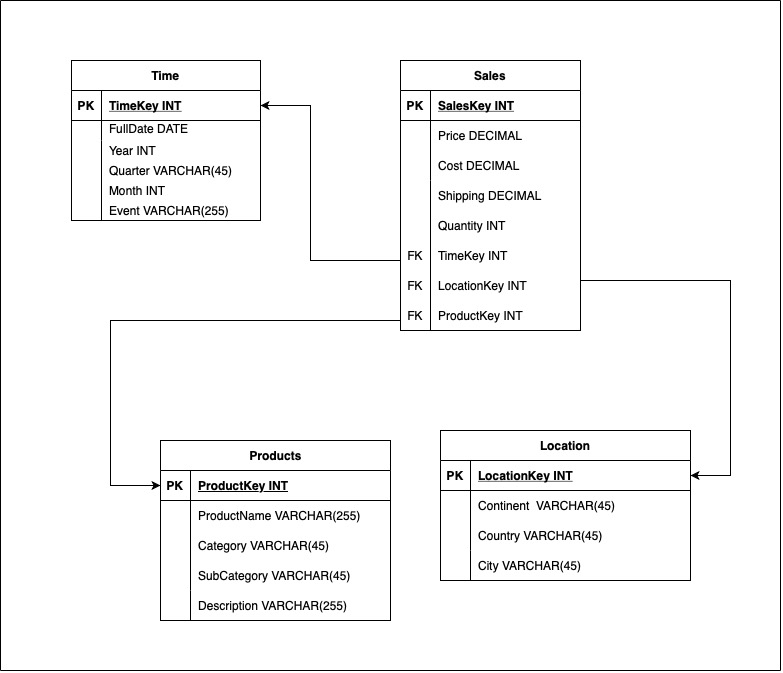 Time
PK TimeKey INT
FullDate DATE
Year INT
Quarter VARCHAR(45)
Month INT
Event VARCHAR(255)
Sales
PK SalesKey INT
Price DECIMAL
Cost DECIMAL
Shipping DECIMAL
Quantity INT
FK TimeKey INT
FK LocationKey INT
FK ProductKey INT
Products
PK ProductKey INT
ProductName VARCHAR(255)
Category VARCHAR(45)
SubCategory VARCHAR(45)
Description VARCHAR(255)
Location
PK LocationKey INT
Continent VARCHAR(45)
Country VARCHAR(45)
City VARCHAR(45)